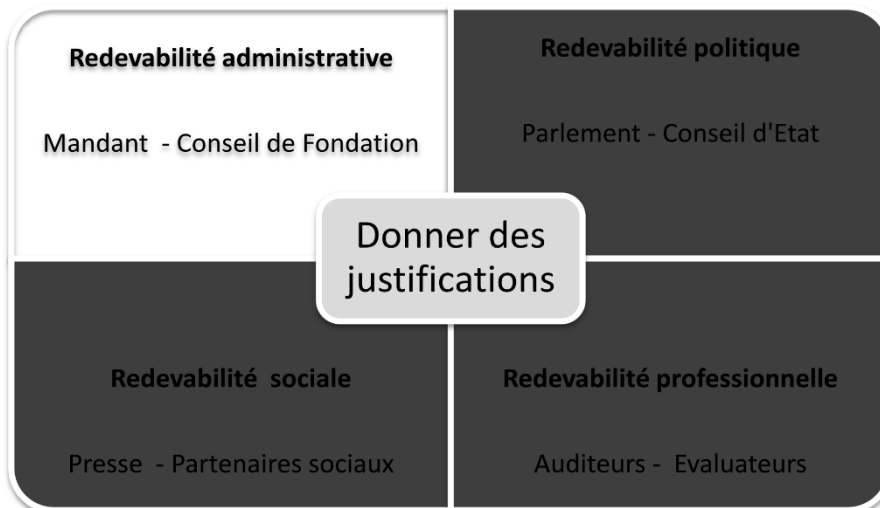 Redevabilité administrative
Mandant - Conseil de Fondation
Redevabilité politique
Parlement - Conseil d'Etat
Donner des
justifications
Redevabilité sociale
Presse - Partenaires sociaux
Redevabilité professionnelle
Auditeurs - Evaluateurs